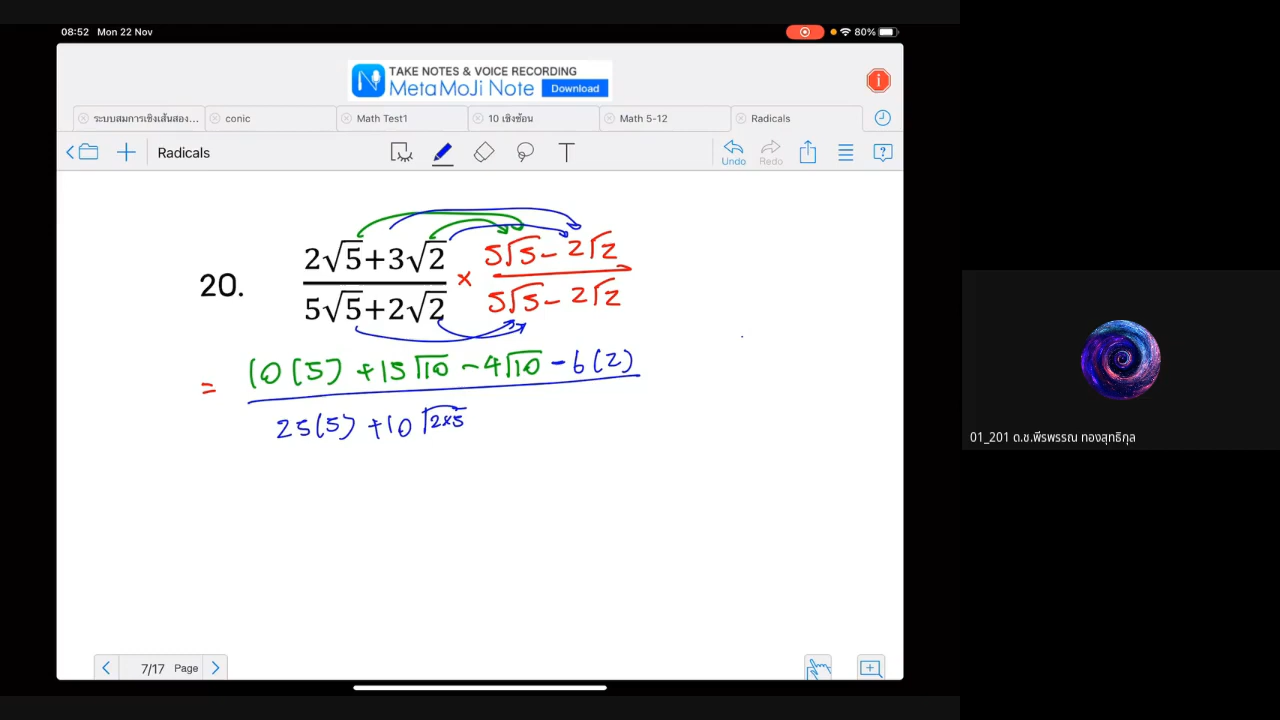 08:52 Mon 22 Nov
80%
TAKE NOTES & VOICE RECORDING
MetaMoJi Note Download
ระบบสมการเชิงเส้นสอง...
conic
Math Test1
10 เชิงซ้อน
Math 5-12
Radicals
Radicals
T
Undo
Redo
20.
2√5+3√2 × 5√5 − 2√2
5√5+2√2 5√5 − 2√2
= 10(5) + 15√10 − 4√10 − 6(2)
25(5) + 10√2×5
01_201 ด.ช.พีรพรรณ ทองสุทธิกุล
7/17 Page